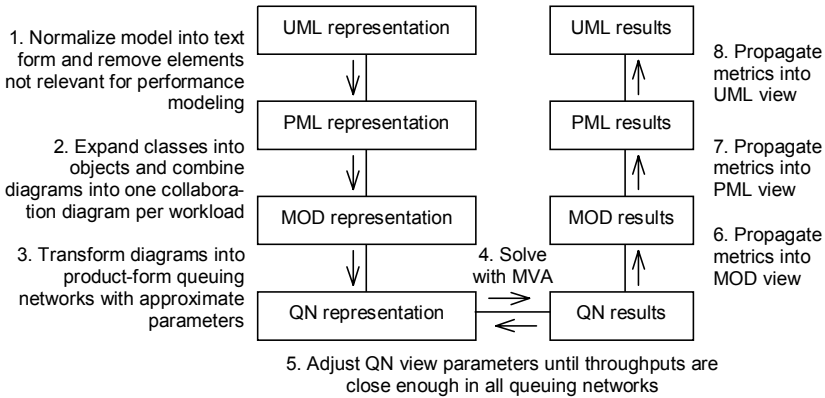 UML representation
UML results
1. Normalize model into text
form and remove elements
not relevant for performance
modeling
8. Propagate
metrics into
UML view
PML representation
PML results
2. Expand classes into
objects and combine
diagrams into one collabora-
tion diagram per workload
7. Propagate
metrics into
PML view
MOD representation
MOD results
3. Transform diagrams into
product-form queuing
networks with approximate
parameters
4. Solve
with MVA
6. Propagate
metrics into
MOD view
QN representation
QN results
5. Adjust QN view parameters until throughputs are
close enough in all queuing networks